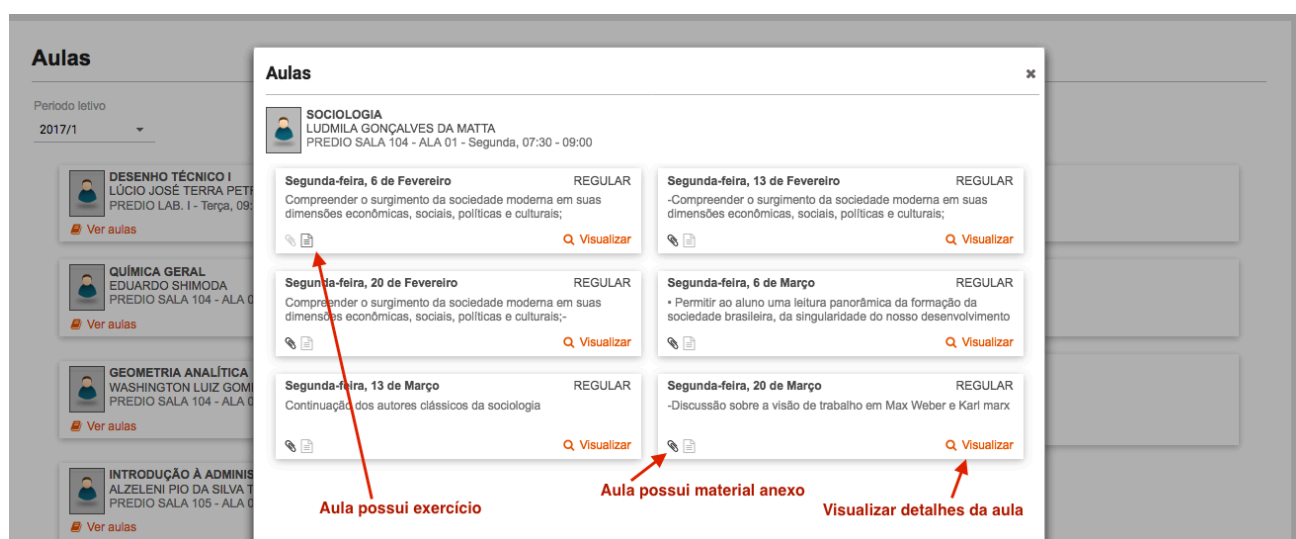 Aulas
Periodo letivo
2017/1
DESENHO TÉCNICO I
LÚCIO JOSÉ TERRA PETR
PREDIO LAB. I - Terça, 09:
Ver aulas
QUÍMICA GERAL
EDUARDO SHIMODA
PREDIO SALA 104 - ALA 0
Ver aulas
GEOMETRIA ANALÍTICA
WASHINGTON LUIZ GOM
PREDIO SALA 104 - ALA 0
Ver aulas
INTRODUÇÃO À ADMINIS
ALZELENI PIO DA SILVA T
PREDIO SALA 105 - ALA 0
Ver aulas
Aulas
SOCIOLOGIA
LUDMILA GONÇALVES DA MATTA
PREDIO SALA 104 - ALA 01 - Segunda, 07:30 - 09:00
Segunda-feira, 6 de Fevereiro REGULAR
Compreender o surgimento da sociedade moderna em suas
dimensões econômicas, sociais, políticas e culturais;
Visualizar
Segunda-feira, 13 de Fevereiro REGULAR
-Compreender o surgimento da sociedade moderna em suas
dimensões econômicas, sociais, políticas e culturais;
Visualizar
Segunda-feira, 20 de Fevereiro REGULAR
Compreender o surgimento da sociedade moderna em suas
dimensões econômicas, sociais, políticas e culturais;-
Visualizar
Segunda-feira, 6 de Março REGULAR
• Permitir ao aluno uma leitura panorâmica da formação da
sociedade brasileira, da singularidade do nosso desenvolvimento
Visualizar
Segunda-feira, 13 de Março REGULAR
Continuação dos autores clássicos da sociologia
Visualizar
Segunda-feira, 20 de Março REGULAR
-Discussão sobre a visão de trabalho em Max Weber e Karl marx
Visualizar
Aula possui exercício
Aula possui material anexo
Visualizar detalhes da aula